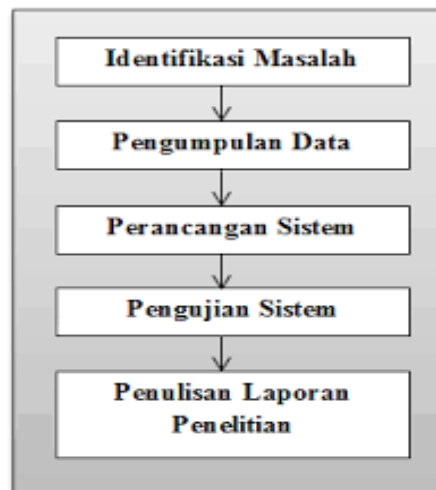 Identifikasi Masalah
Pengumpulan Data
Perancangan Sistem
Pengujian Sistem
Penulisan Laporan
Penelitian